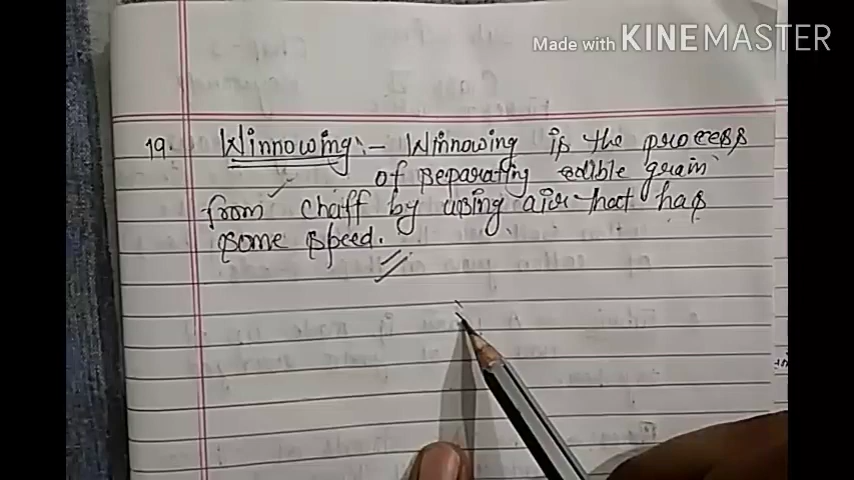 Made with KINEMASTER
19. Winnowing:- Winnowing is the process
of separating edible grain
from chaff by using air that has
some speed.